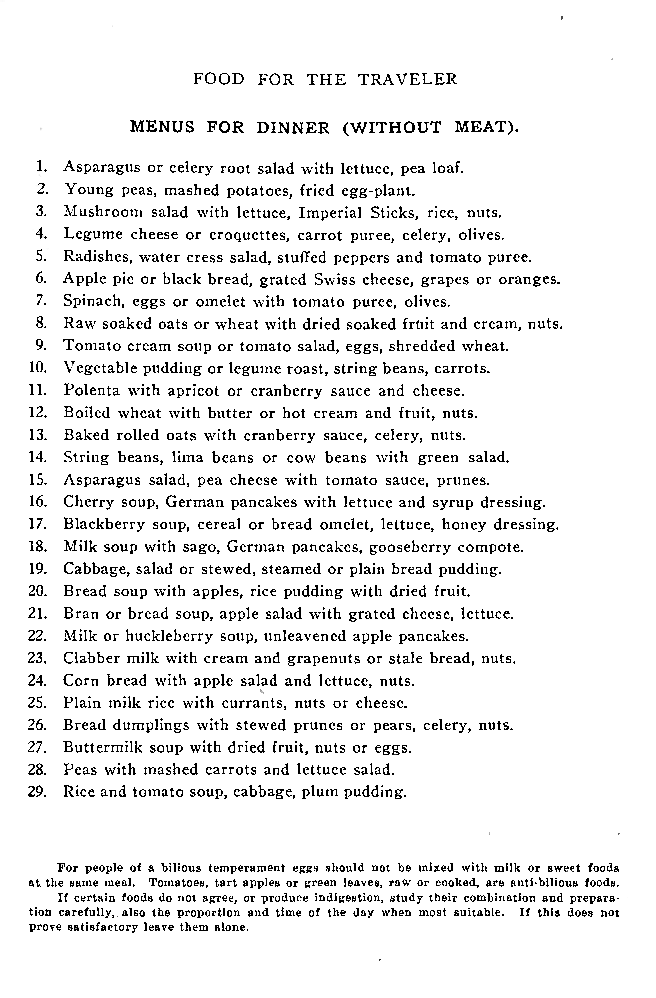 FOOD FOR THE TRAVELER
MENUS FOR DINNER (WITHOUT MEAT).
1. Asparagus or celery root salad with lettuce, pea loaf.
2. Young peas, mashed potatoes, fried egg-plant.
3. Mushroom salad with lettuce, Imperial Sticks, rice, nuts.
4. Legume cheese or croquettes, carrot puree, celery, olives.
5. Radishes, water cress salad, stuffed peppers and tomato puree.
6. Apple pie or black bread, grated Swiss cheese, grapes or oranges.
7. Spinach, eggs or omelet with tomato puree, olives.
8. Raw soaked oats or wheat with dried soaked fruit and cream, nuts.
9. Tomato cream soup or tomato salad, eggs, shredded wheat.
10. Vegetable pudding or legume roast, string beans, carrots.
11. Polenta with apricot or cranberry sauce and cheese.
12. Boiled wheat with butter or hot cream and fruit, nuts.
13. Baked rolled oats with cranberry sauce, celery, nuts.
14. String beans, lima beans or cow beans with green salad.
15. Asparagus salad, pea cheese with tomato sauce, prunes.
16. Cherry soup, German pancakes with lettuce and syrup dressing.
17. Blackberry soup, cereal or bread omelet, lettuce, honey dressing.
18. Milk soup with sago, German pancakes, gooseberry compote.
19. Cabbage, salad or stewed, steamed or plain bread pudding.
20. Bread soup with apples, rice pudding with dried fruit.
21. Bran or bread soup, apple salad with grated cheese, lettuce.
22. Milk or huckleberry soup, unleavened apple pancakes.
23. Clabber milk with cream and grapenuts or stale bread, nuts.
24. Corn bread with apple salad and lettuce, nuts.
25. Plain milk rice with currants, nuts or cheese.
26. Bread dumplings with stewed prunes or pears, celery, nuts.
27. Buttermilk soup with dried fruit, nuts or eggs.
28. Peas with mashed carrots and lettuce salad.
29. Rice and tomato soup, cabbage, plum pudding.
For people of a bilious temperament eggs should not be mixed with milk or sweet foods
at the same meal. Tomatoes, tart apples or green leaves, raw or cooked, are anti-bilious foods.
If certain foods do not agree, or produce indigestion, study their combination and prepara-
tion carefully, also the proportion and time of the day when most suitable. If this does not
prove satisfactory leave them alone.